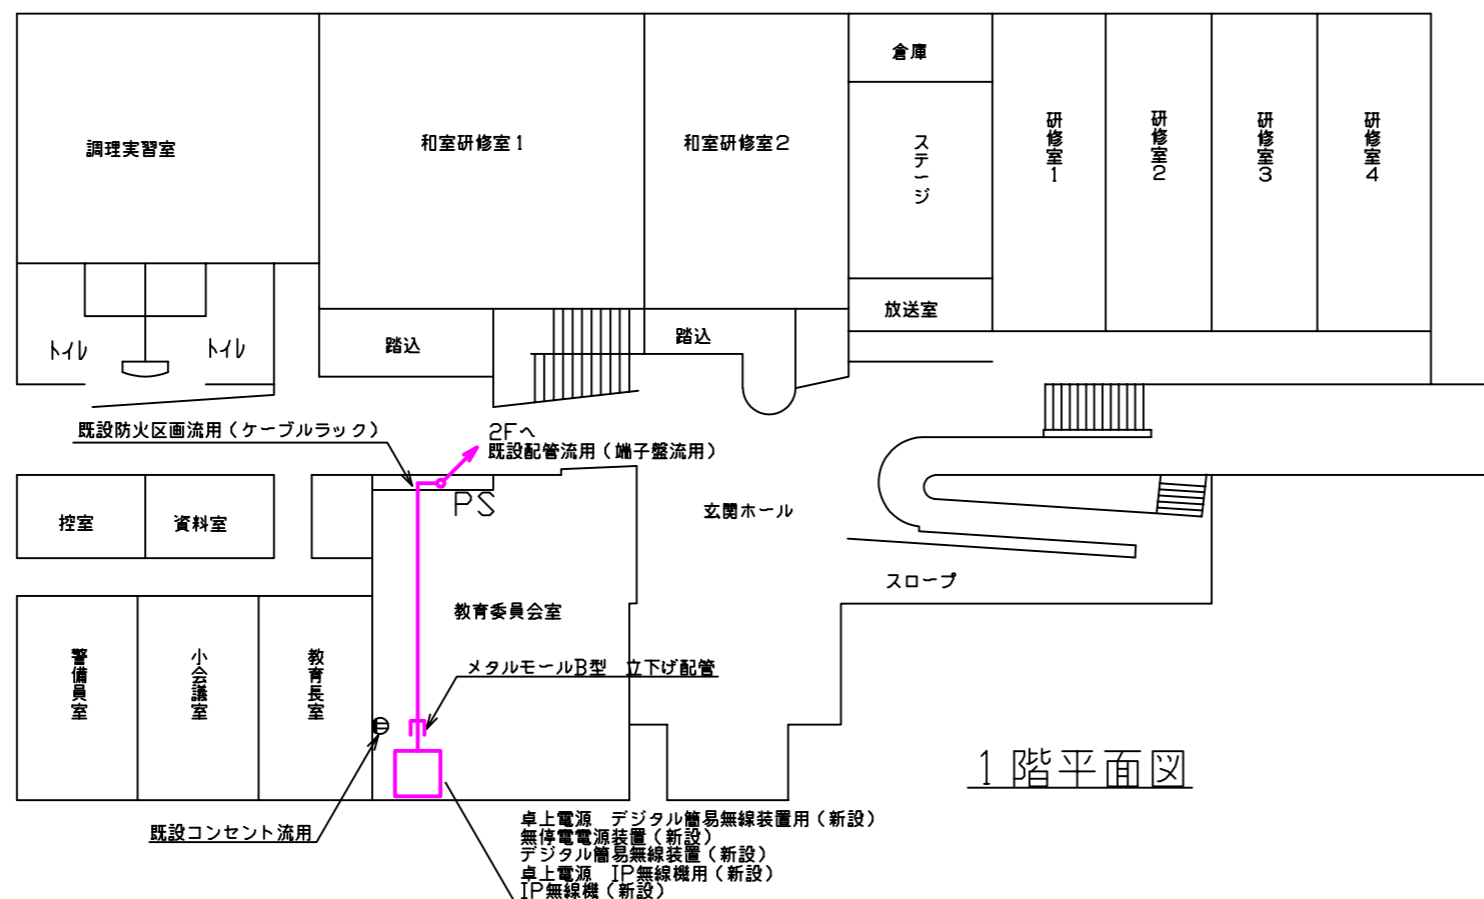 倉庫
調理実習室
和室研修室1
和室研修室2
ステージ
研修室1
研修室2
研修室3
研修室4
放送室
トイレ
トイレ
踏込
踏込
既設防火区画流用(ケーブルラック)
2Fへ
既設配管流用(端子盤流用)
PS
控室
資料室
玄関ホール
スロープ
教育委員会室
警備員室
小会議室
教育長室
メタルモールB型 立下げ配管
1階平面図
既設コンセント流用
卓上電源 デジタル簡易無線装置用(新設)
無停電電源装置(新設)
デジタル簡易無線装置(新設)
卓上電源 IP無線機用(新設)
IP無線機(新設)